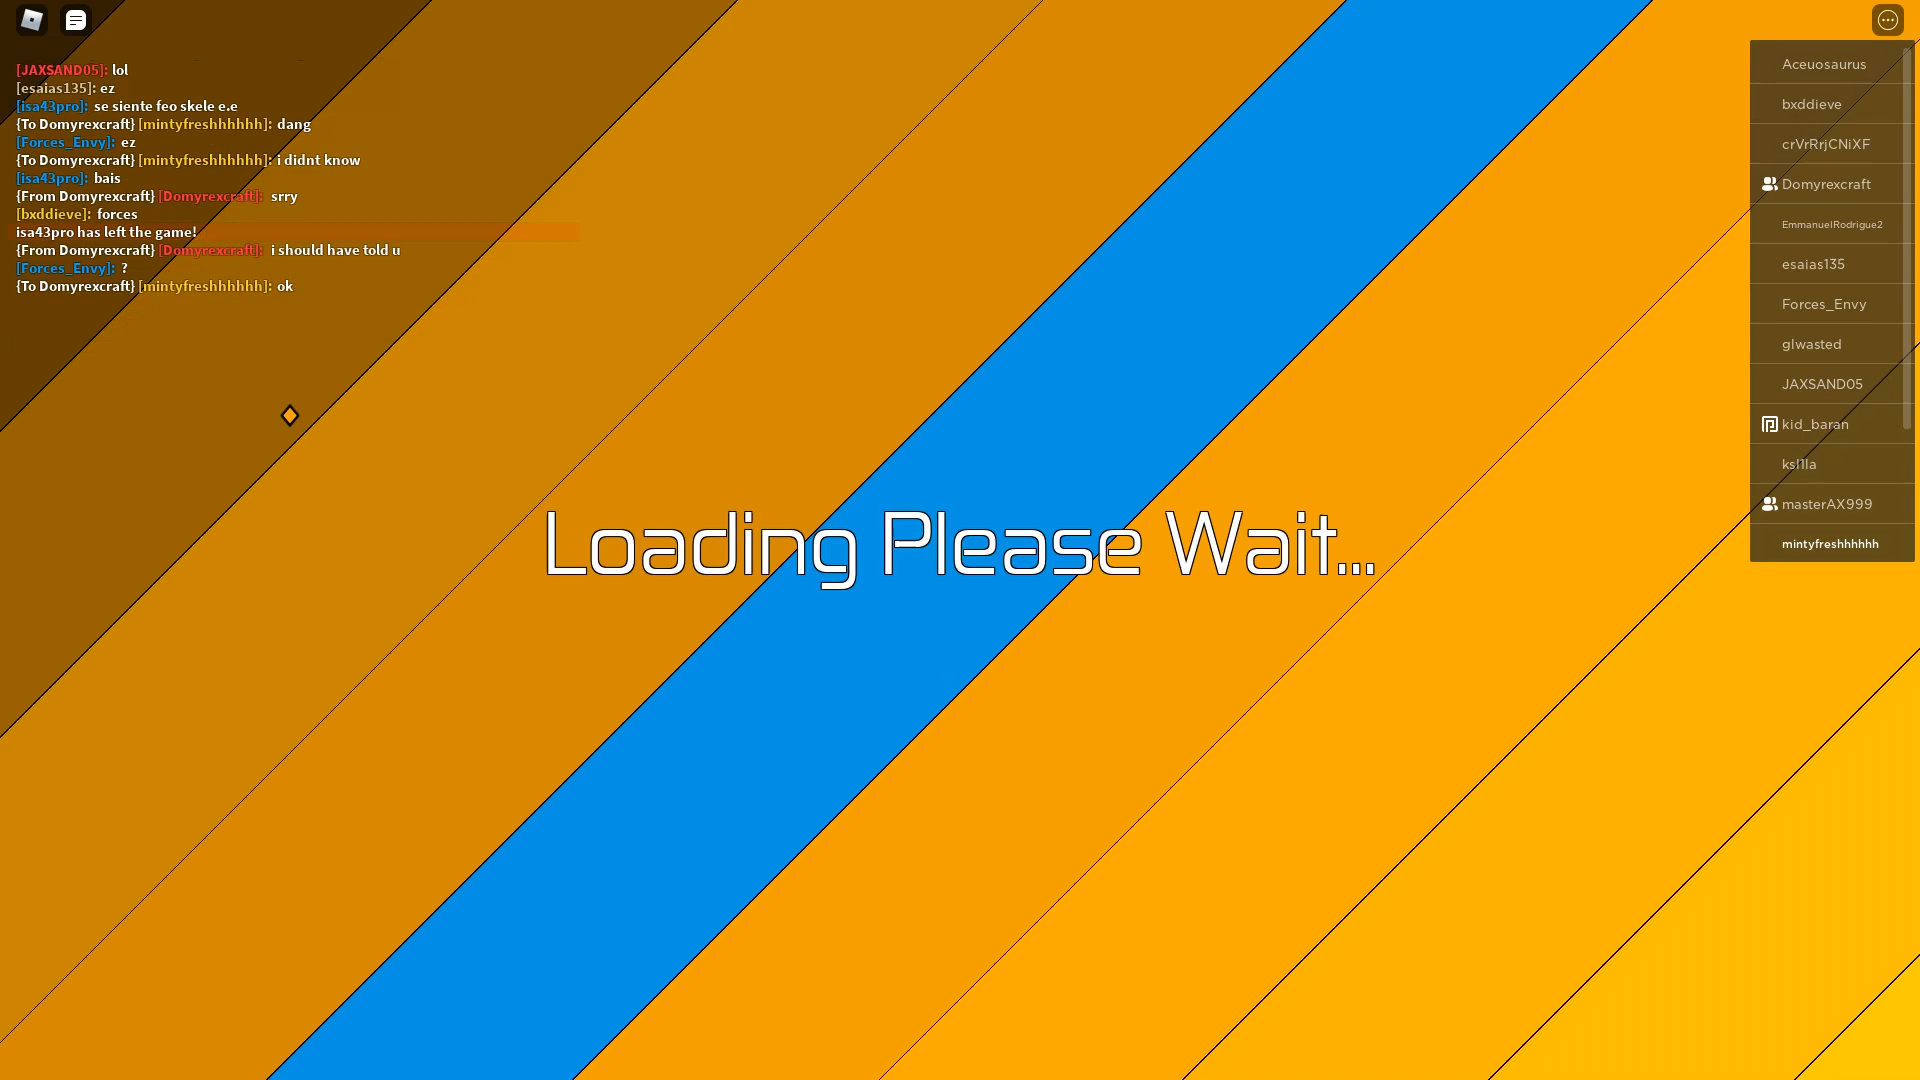 [JAXSAND05]: lol
[esaias135]: ez
[isa43pro]: se siente feo skele e.e
{To Domyrexcraft} [mintyfreshhhhhh]: dang
[Forces_Envy]: ez
{To Domyrexcraft} [mintyfreshhhhhh]: i didnt know
[isa43pro]: bais
{From Domyrexcraft} [Domyrexcraft]: srry
[bxddieve]: forces
isa43pro has left the game!
{From Domyrexcraft} [Domyrexcraft]: i should have told u
[Forces_Envy]: ?
{To Domyrexcraft} [mintyfreshhhhhh]: ok
Loading Please Wait...
Aceuosaurus
bxddieve
crVrRrjCNiXF
Domyrexcraft
EmmanuelRodrigue2
esaias135
Forces_Envy
glwasted
JAXSAND05
kid_baran
masterAX999
mintyfreshhhhhh